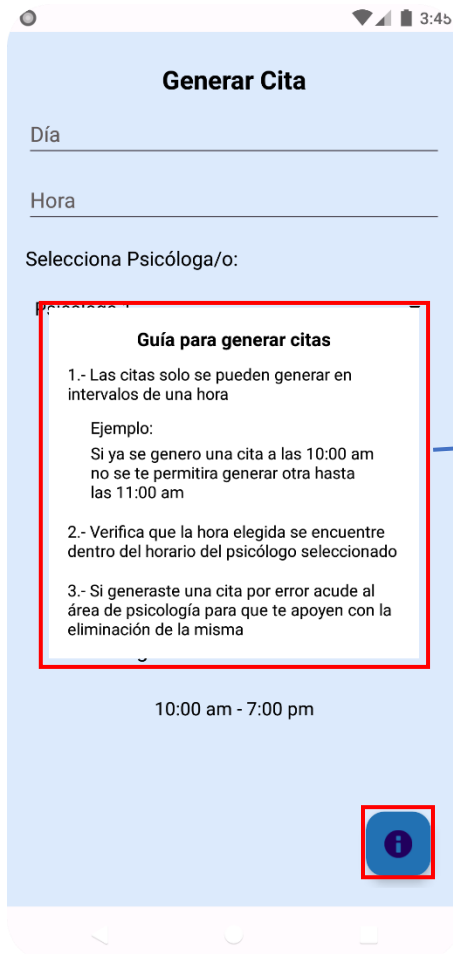 3:45
Generar Cita
Día
Hora
Selecciona Psicóloga/o:
Guía para generar citas
1.- Las citas solo se pueden generar en
intervalos de una hora
Ejemplo:
Si ya se genero una cita a las 10:00 am
no se te permitira generar otra hasta
las 11:00 am
2.- Verifica que la hora elegida se encuentre
dentro del horario del psicólogo seleccionado
3.- Si generaste una cita por error acude al
área de psicología para que te apoyen con la
eliminación de la misma
10:00 am - 7:00 pm